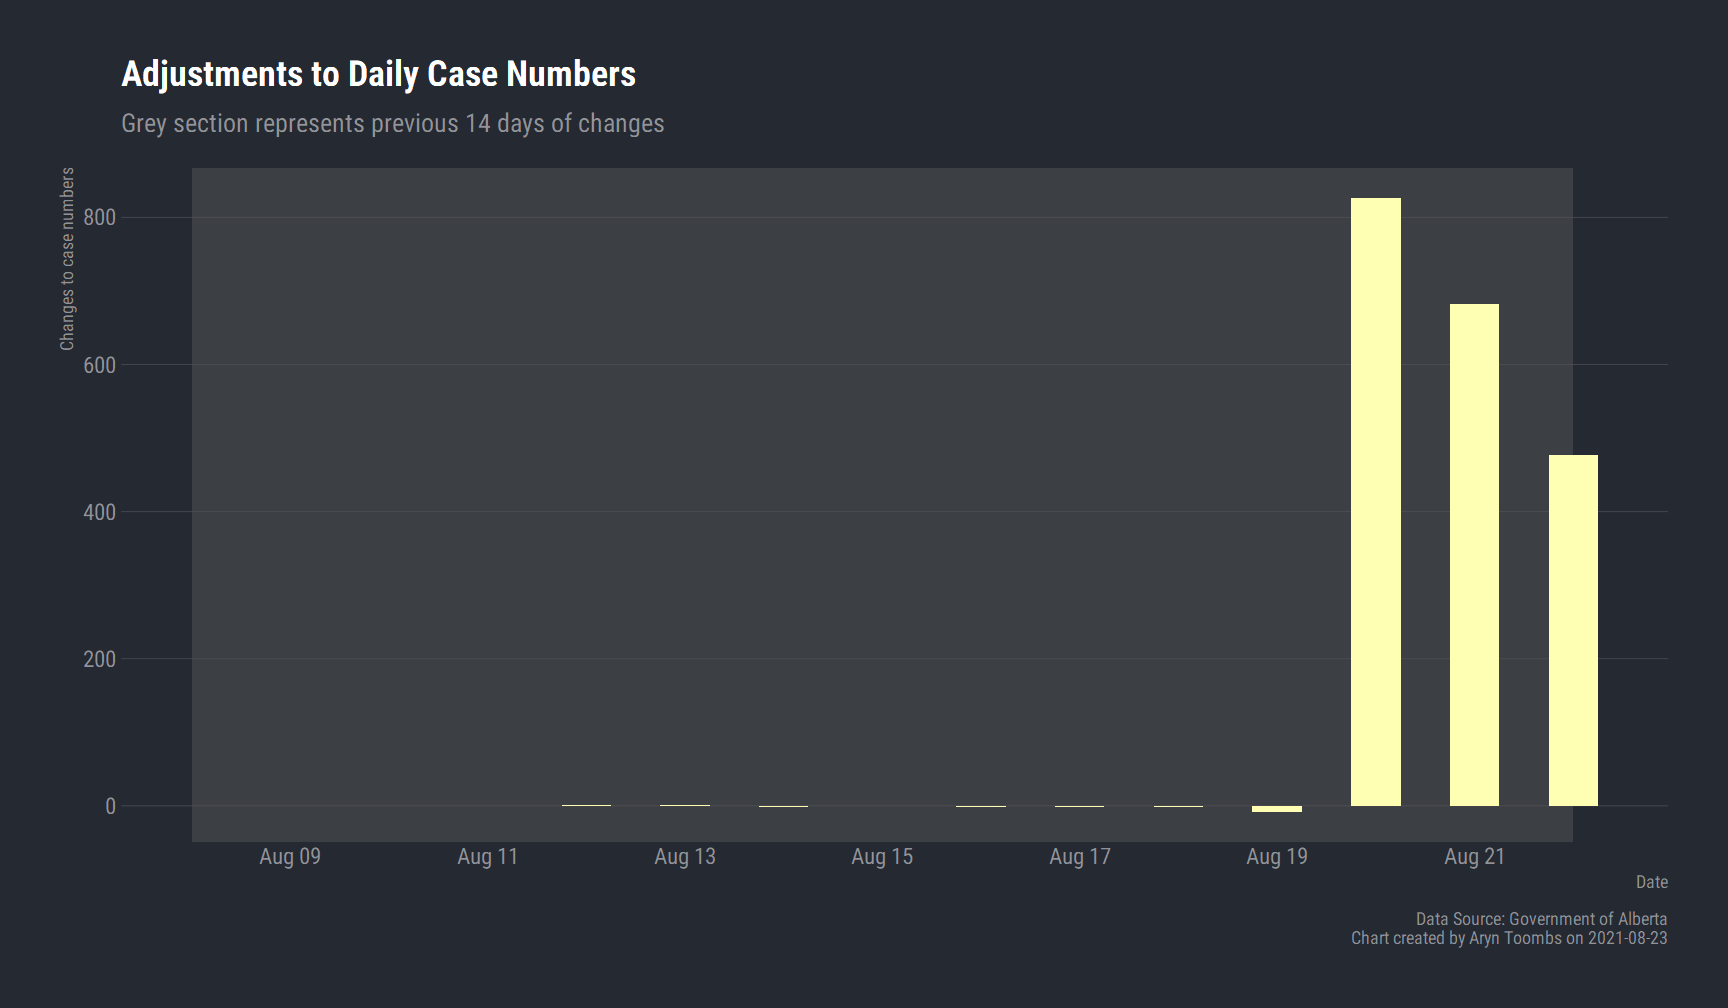 Adjustments to Daily Case Numbers
Grey section represents previous 14 days of changes
Changes to case numbers
800
600
400
200
0
Aug 09 Aug 11 Aug 13 Aug 15 Aug 17 Aug 19 Aug 21
Date
Data Source: Government of Alberta
Chart created by Aryn Toombs on 2021-08-23